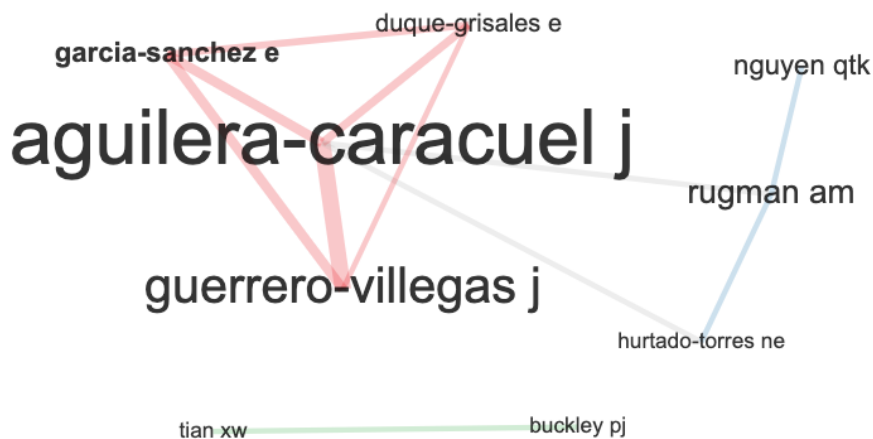 duque-grisales e
garcia-sanchez e
nguyen qtk
aguilera-caracuel j
rugman am
guerrero-villegas j
hurtado-torres ne
tian xw
buckley pj